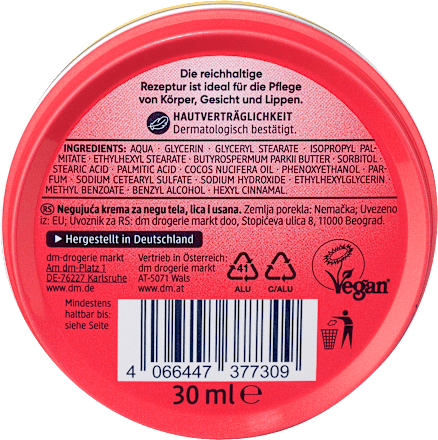 Die reichhaltige
Rezeptur ist ideal für die Pflege
von Körper, Gesicht und Lippen.
HAUTVERTRÄGLICHKEIT
Dermatologisch bestätigt.
INGREDIENTS: AQUA · GLYCERIN · GLYCERYL STEARATE · ISOPROPYL PAL-
MITATE · ETHYLHEXYL STEARATE · BUTYROSPERMUM PARKII BUTTER · SORBITOL ·
STEARIC ACID · PALMITIC ACID · COCOS NUCIFERA OIL · PHENOXYETHANOL · PAR-
FUM · SODIUM CETEARYL SULFATE · SODIUM HYDROXIDE · ETHYLHEXYLGLYCERIN ·
METHYL BENZOATE · BENZYL ALCOHOL · HEXYL CINNAMAL.
RS Negujuća krema za negu tela, lica i usana. Zemlja porekla: Nemačka; Uvezeno
iz: EU; Uvoznik za RS: dm drogerie markt doo, Stopićeva ulica 8, 11000 Beograd.
Hergestellt in Deutschland
dm-drogerie markt
Am dm-Platz 1
DE-76227 Karlsruhe
www.dm.de
Vertrieb in Österreich:
dm drogerie markt
AT-5071 Wals
www.dm.at
41
ALU
C/ALU
Vegan
Mindestens
haltbar bis:
siehe Seite
4 066447 377309
30 ml ℮